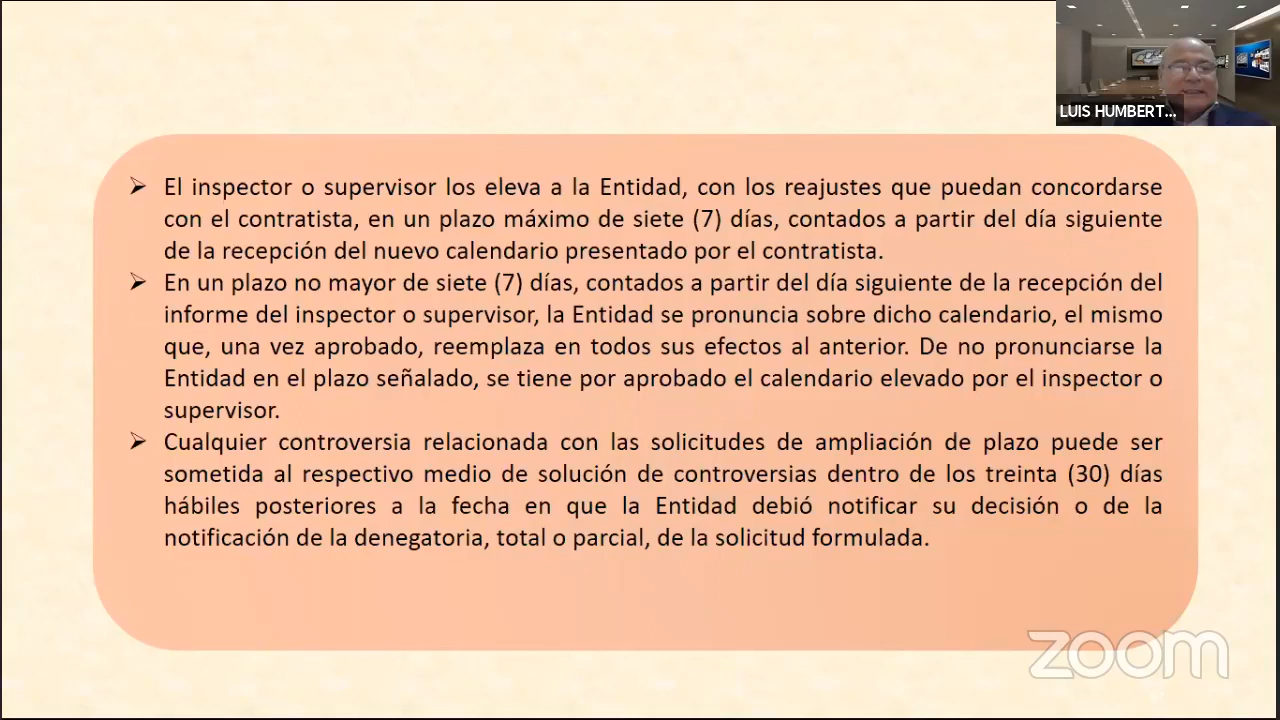 LUIS HUMBERT...
El inspector o supervisor los eleva a la Entidad, con los reajustes que puedan concordarse
con el contratista, en un plazo máximo de siete (7) días, contados a partir del día siguiente
de la recepción del nuevo calendario presentado por el contratista.
En un plazo no mayor de siete (7) días, contados a partir del día siguiente de la recepción del
informe del inspector o supervisor, la Entidad se pronuncia sobre dicho calendario, el mismo
que, una vez aprobado, reemplaza en todos sus efectos al anterior. De no pronunciarse la
Entidad en el plazo señalado, se tiene por aprobado el calendario elevado por el inspector o
supervisor.
Cualquier controversia relacionada con las solicitudes de ampliación de plazo puede ser
sometida al respectivo medio de solución de controversias dentro de los treinta (30) días
hábiles posteriores a la fecha en que la Entidad debió notificar su decisión o de la
notificación de la denegatoria, total o parcial, de la solicitud formulada.
zoom